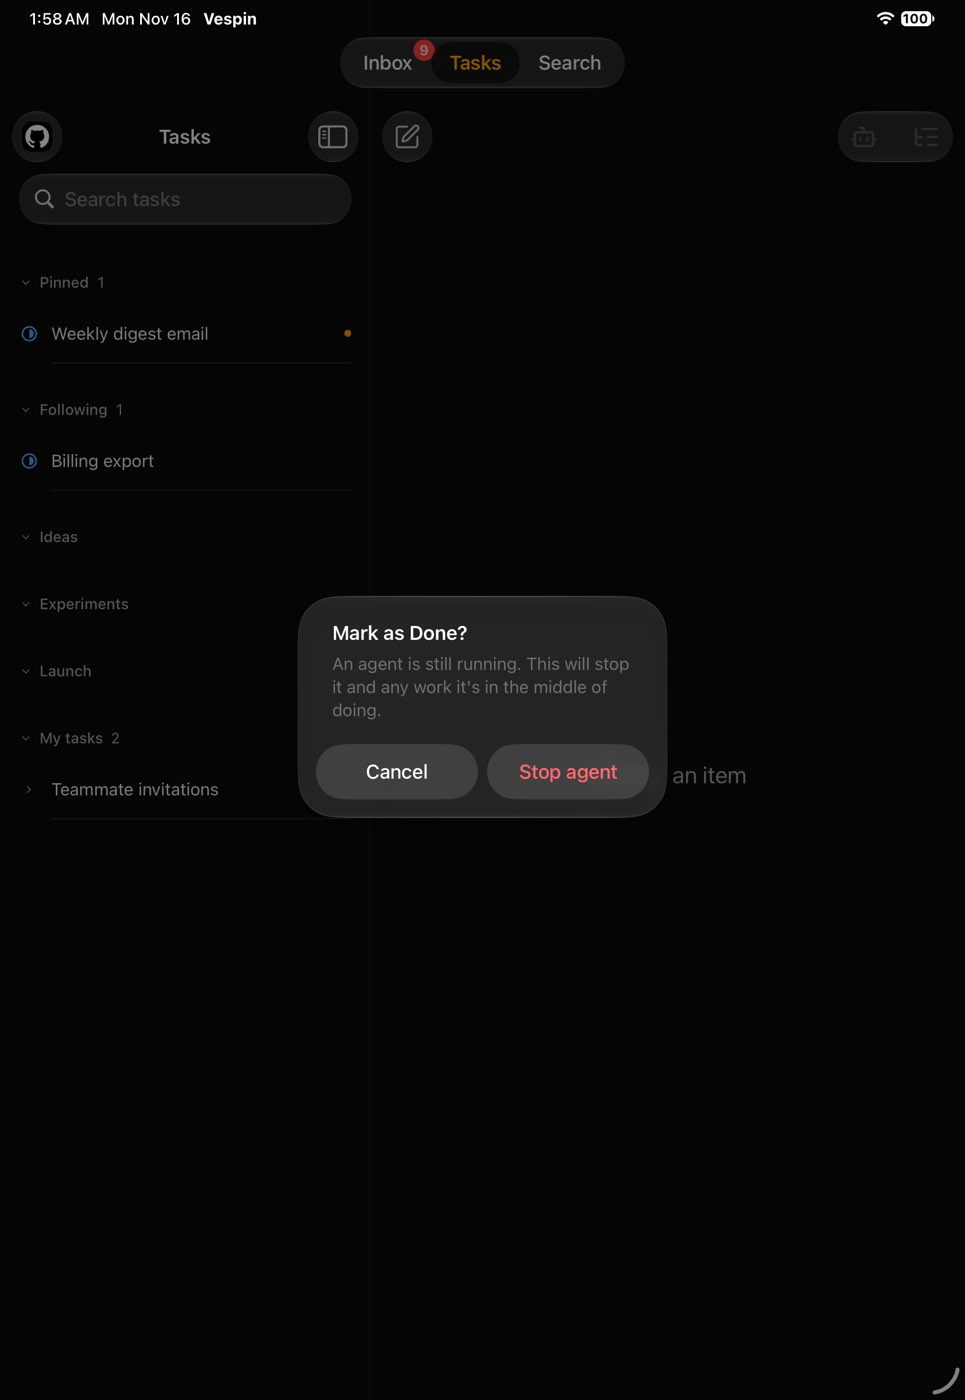 1:58 AM Mon Nov 16 Vespin
100
Inbox 9 Tasks Search
Tasks
Search tasks
Pinned 1
Weekly digest email
Following 1
Billing export
Ideas
Experiments
Launch
My tasks 2
Teammate invitations
Mark as Done?
An agent is still running. This will stop
it and any work it's in the middle of
doing.
Cancel Stop agent
an item